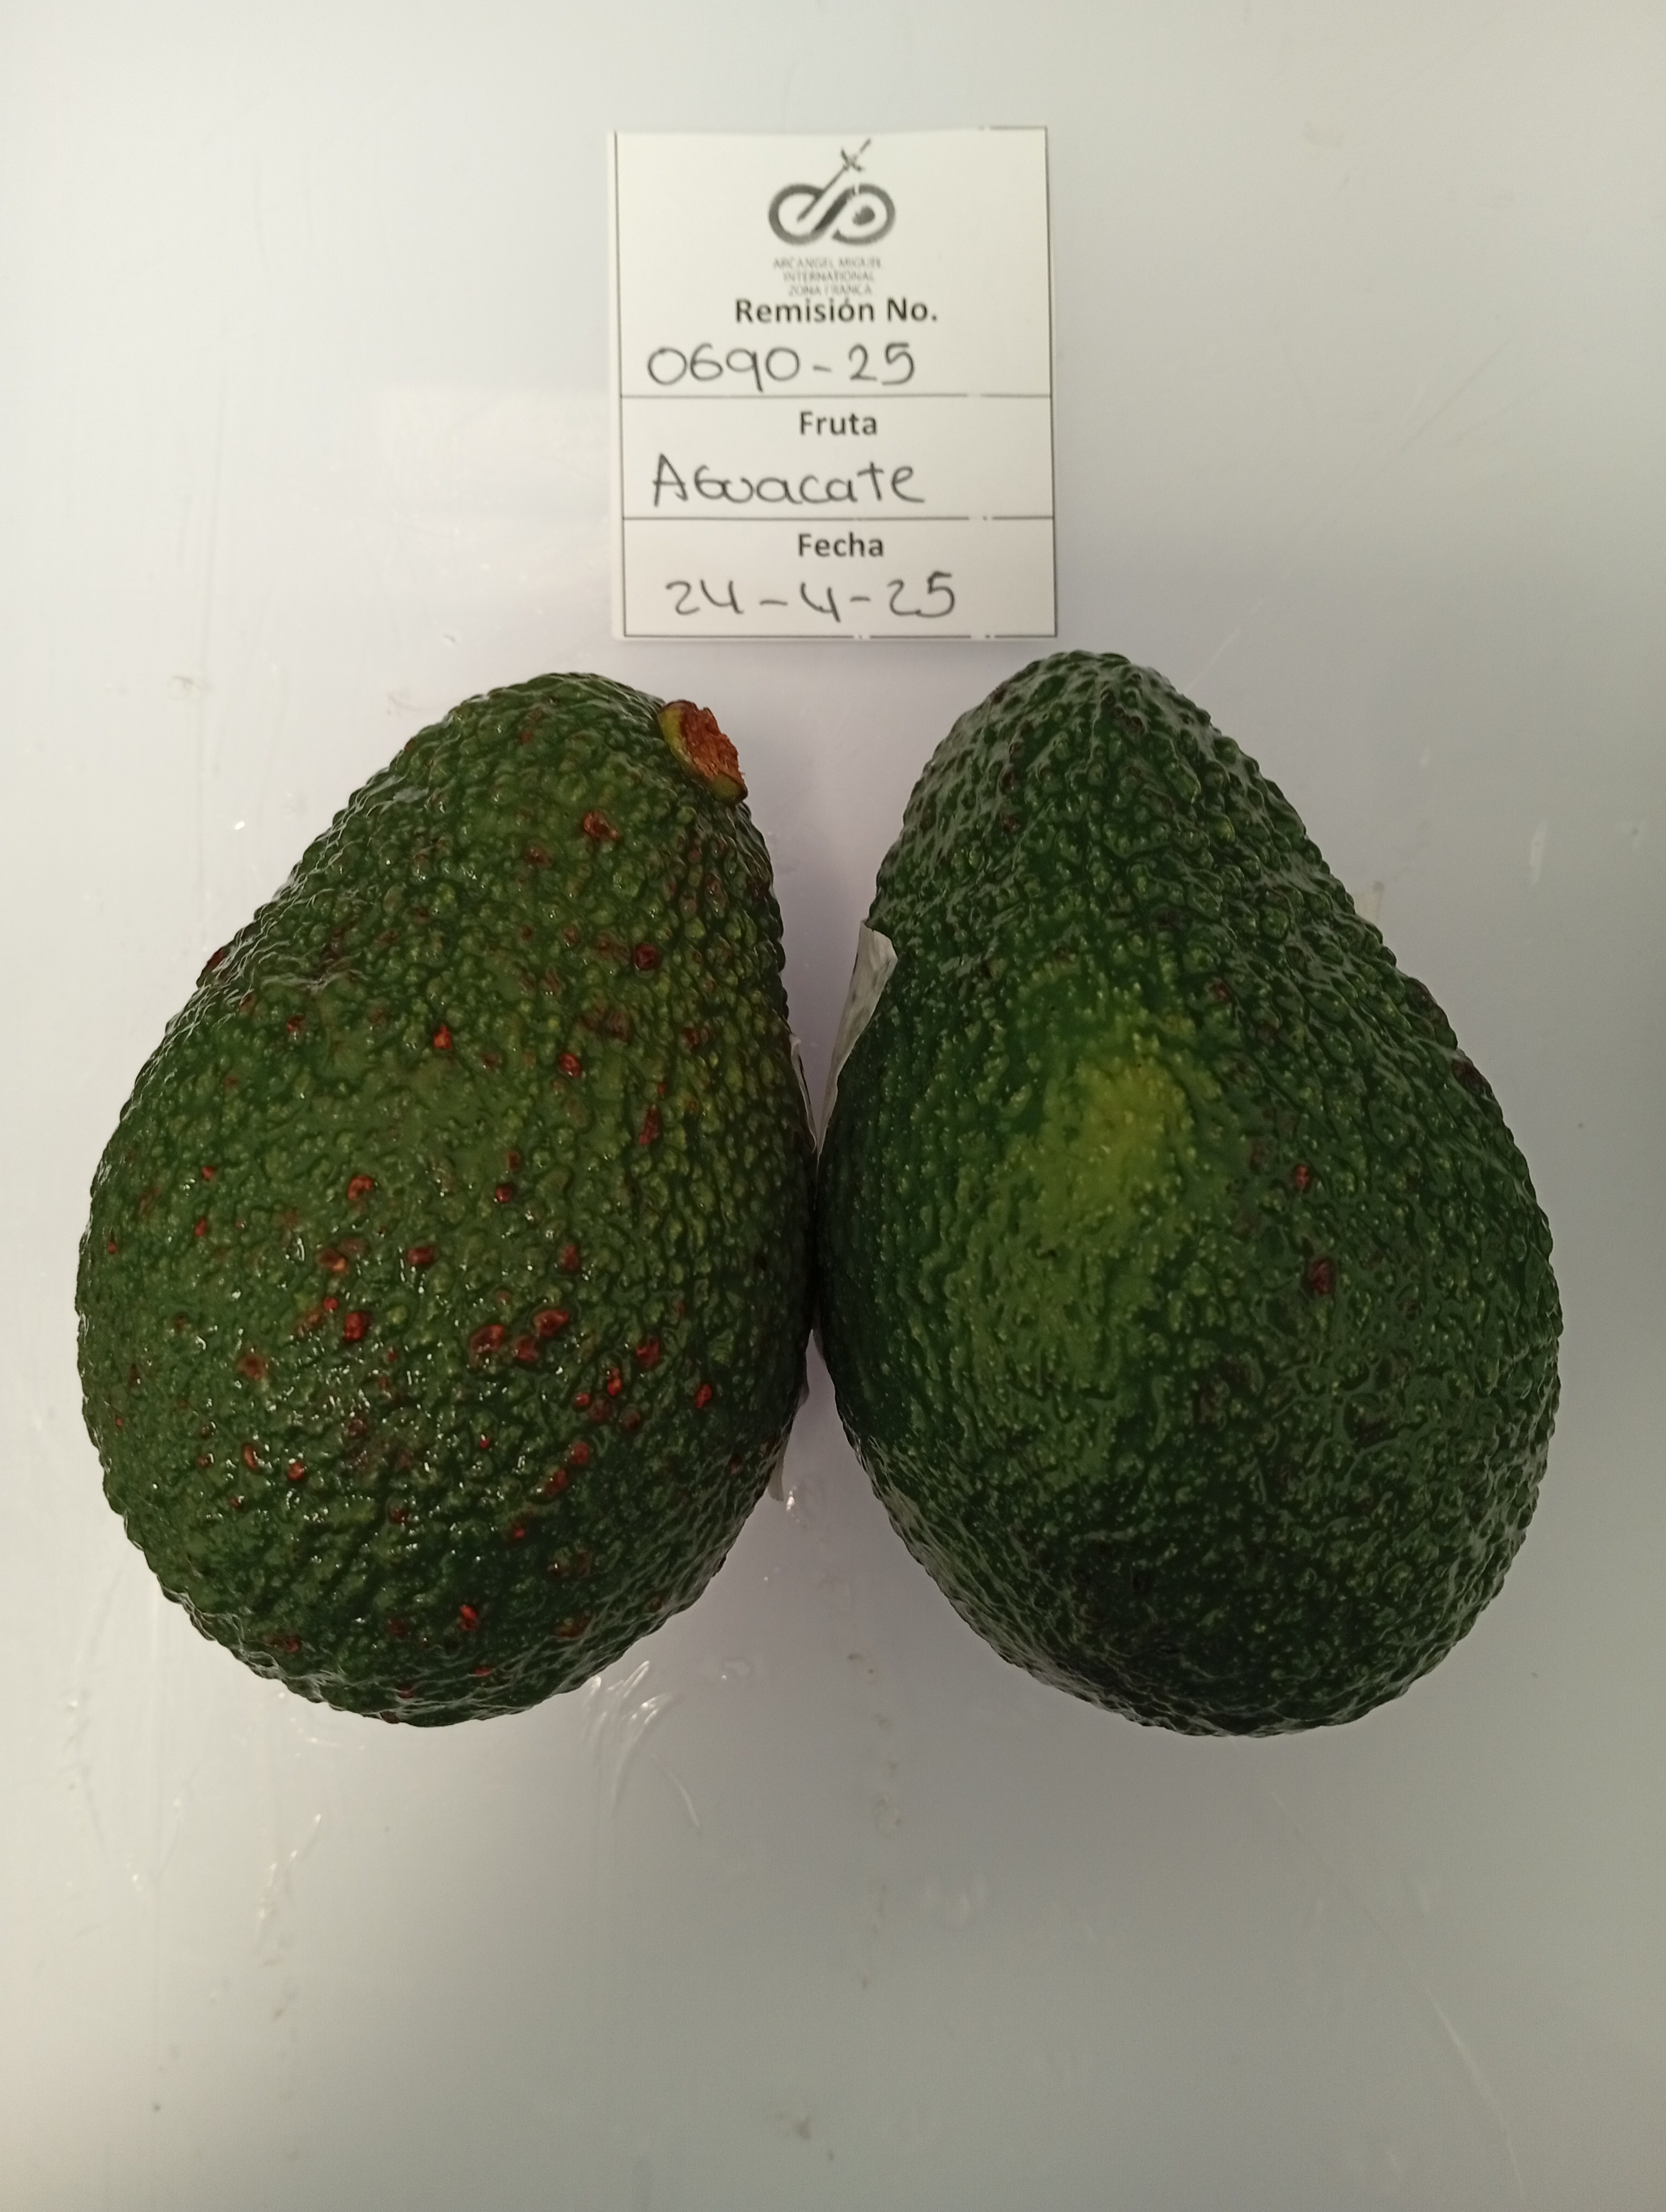 ARCANGEL MIGUEL
INTERNATIONAL
ZONA FRANCA
Remisión No.
0690-25
Fruta
AGuacate
Fecha
24-4-25